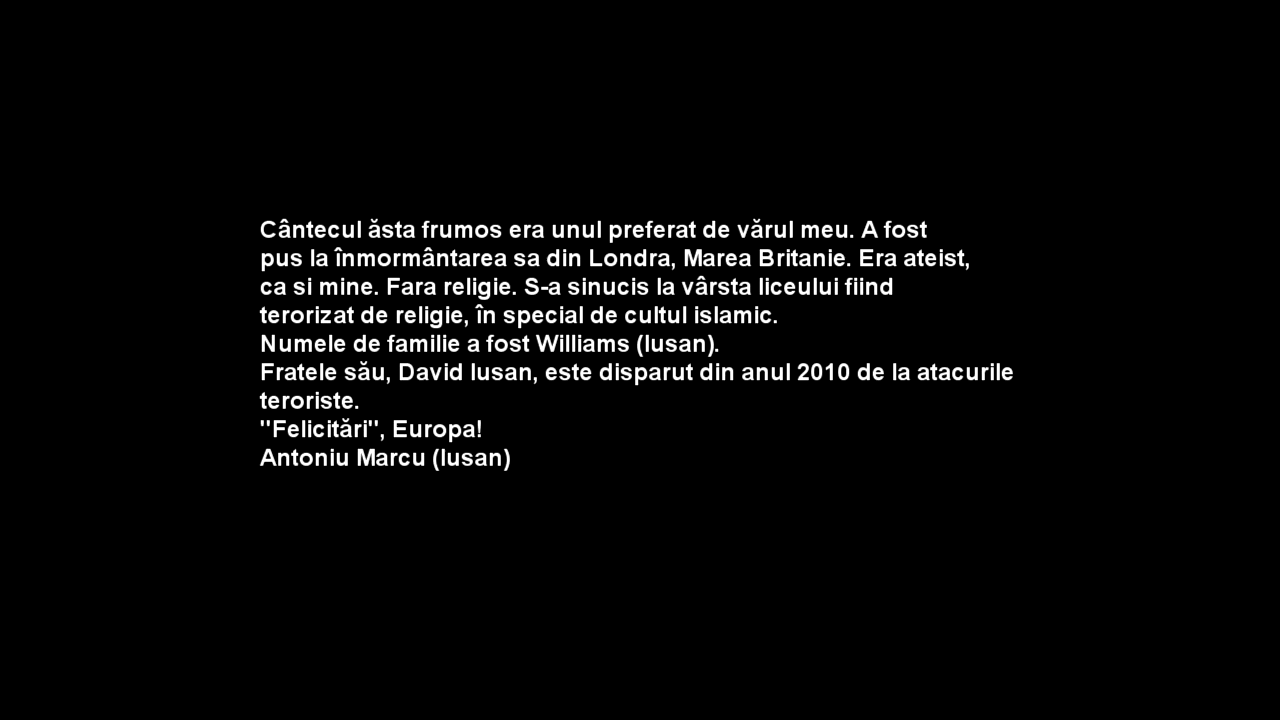 Cântecul ăsta frumos era unul preferat de vărul meu. A fost
pus la înmormântarea sa din Londra, Marea Britanie. Era ateist,
ca si mine. Fara religie. S-a sinucis la vârsta liceului fiind
terorizat de religie, în special de cultul islamic.
Numele de familie a fost Williams (Iusan).
Fratele său, David Iusan, este disparut din anul 2010 de la atacurile
teroriste.
"Felicitări", Europa!
Antoniu Marcu (Iusan)